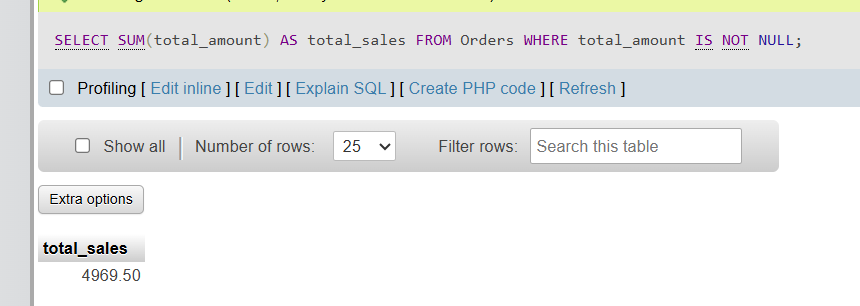 SELECT SUM(total_amount) AS total_sales FROM Orders WHERE total_amount IS NOT NULL;
Profiling [ Edit inline ] [ Edit ] [ Explain SQL ] [ Create PHP code ] [ Refresh ]
Show all Number of rows: 25 Filter rows: Search this table
Extra options
total_sales
4969.50